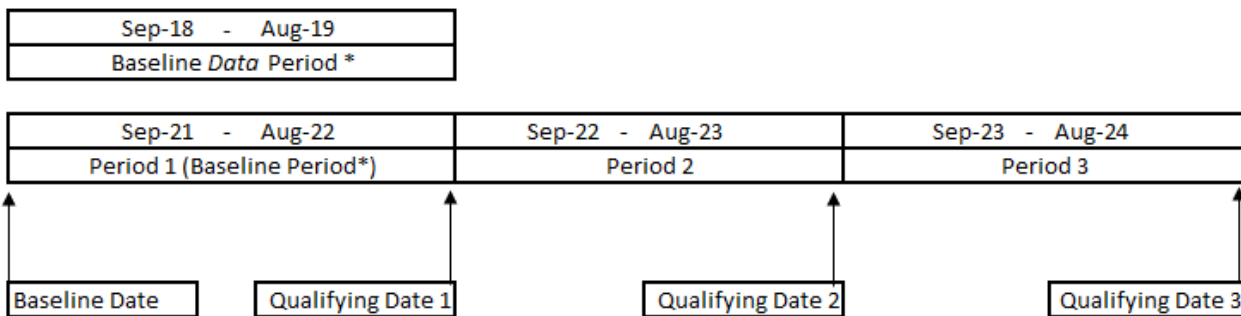 Sep-18 - Aug-19
Baseline Data Period *
Sep-21 - Aug-22 Sep-22 - Aug-23 Sep-23 - Aug-24
Period 1 (Baseline Period*) Period 2 Period 3
Baseline Date Qualifying Date 1 Qualifying Date 2 Qualifying Date 3